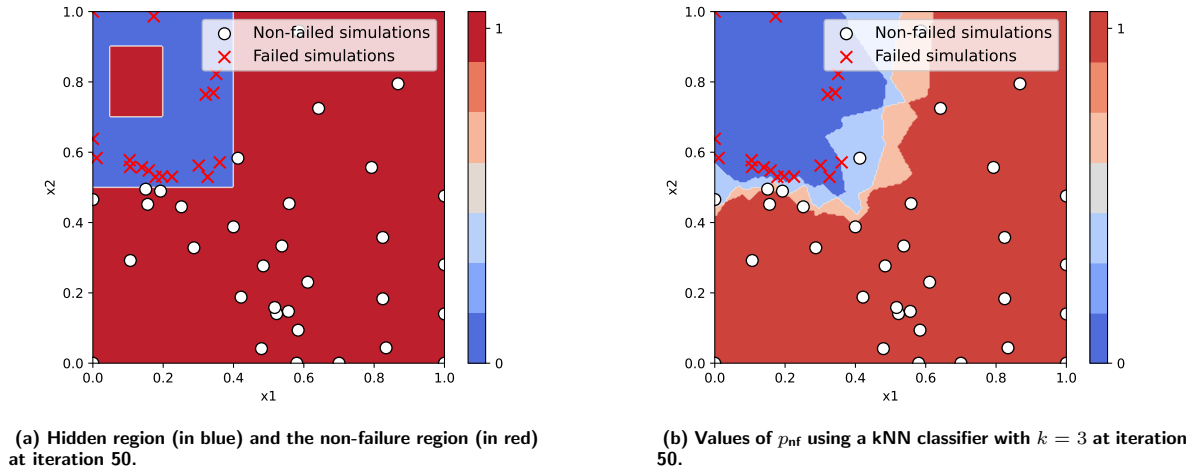 1.0
0.8
0.6
0.4
0.2
0.0
x2
0.0 0.2 0.4 0.6 0.8 1.0
x1
Non-failed simulations
Failed simulations
1
0
(a) Hidden region (in blue) and the non-failure region (in red)
at iteration 50.
1.0
0.8
0.6
0.4
0.2
0.0
x2
0.0 0.2 0.4 0.6 0.8 1.0
x1
Non-failed simulations
Failed simulations
1
0
(b) Values of p_nf using a kNN classifier with k = 3 at iteration
50.